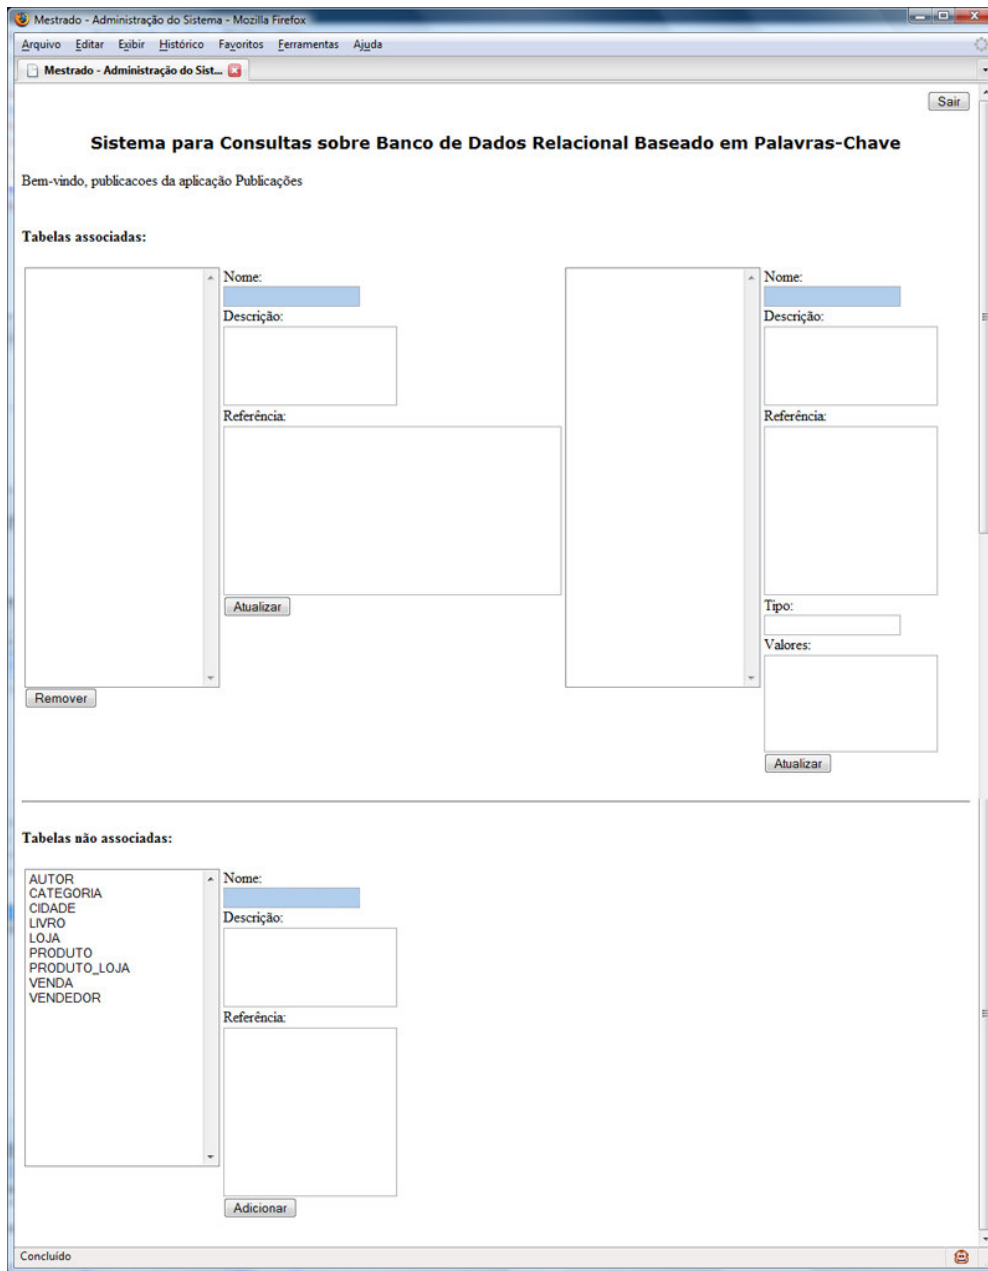 Mestrado - Administração do Sistema - Mozilla Firefox
Arquivo Editar Exibir Histórico Favoritos Ferramentas Ajuda
Mestrado - Administração do Sist...
Sair
Sistema para Consultas sobre Banco de Dados Relacional Baseado em Palavras-Chave
Bem-vindo, publicacoes da aplicação Publicações
Tabelas associadas:
Nome:
Descrição:
Referência:
Atualizar
Remover
Nome:
Descrição:
Referência:
Tipo:
Valores:
Atualizar
Tabelas não associadas:
AUTOR
CATEGORIA
CIDADE
LIVRO
LOJA
PRODUTO
PRODUTO_LOJA
VENDA
VENDEDOR
Nome:
Descrição:
Referência:
Adicionar
Concluído